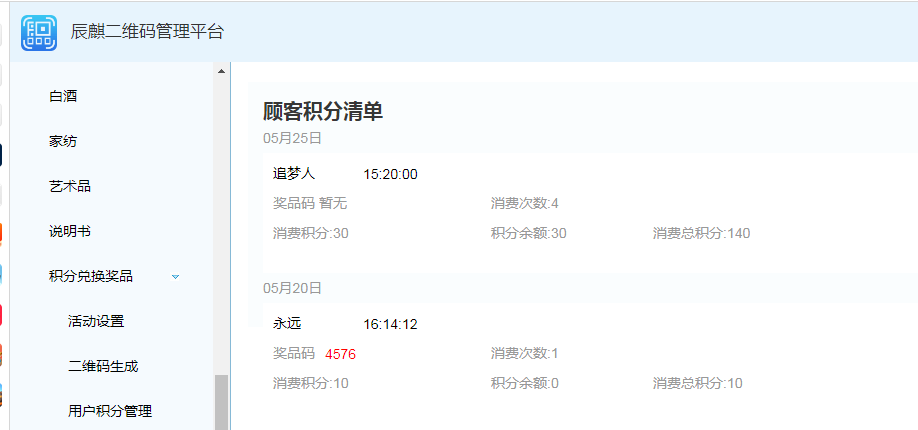 辰麒二维码管理平台
白酒
家纺
艺术品
说明书
积分兑换奖品
活动设置
二维码生成
用户积分管理
顾客积分清单
05月25日
追梦人 15:20:00
奖品码 暂无 消费次数:4
消费积分:30 积分余额:30 消费总积分:140
05月20日
永远 16:14:12
奖品码 4576 消费次数:1
消费积分:10 积分余额:0 消费总积分:10